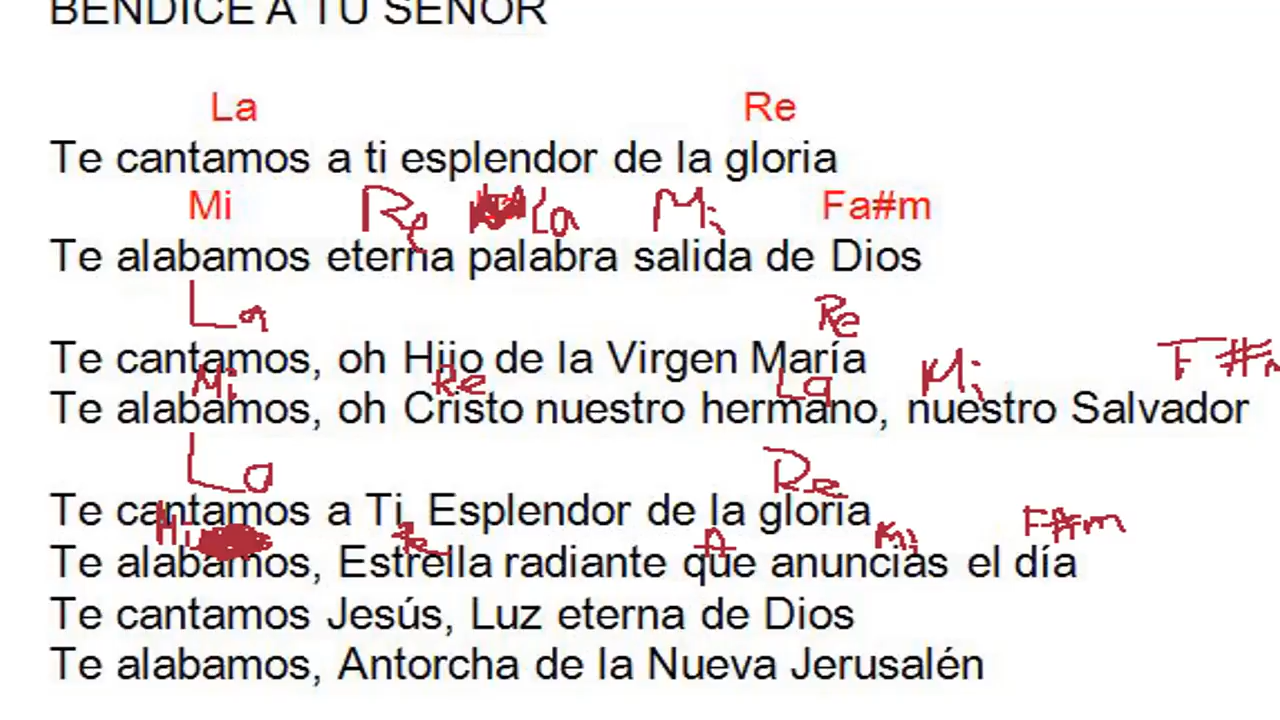 BENDICE A TU SEÑOR
La Re
Te cantamos a ti esplendor de la gloria
Mi Re La Mi Fa#m
Te alabamos eterna palabra salida de Dios
La Re
Te cantamos, oh Hijo de la Virgen María
Mi Re La Mi F#m
Te alabamos, oh Cristo nuestro hermano, nuestro Salvador
La Re
Te cantamos a Ti, Esplendor de la gloria
Mi Re A Mi F#m
Te alabamos, Estrella radiante que anuncias el día
Te cantamos Jesús, Luz eterna de Dios
Te alabamos, Antorcha de la Nueva Jerusalén